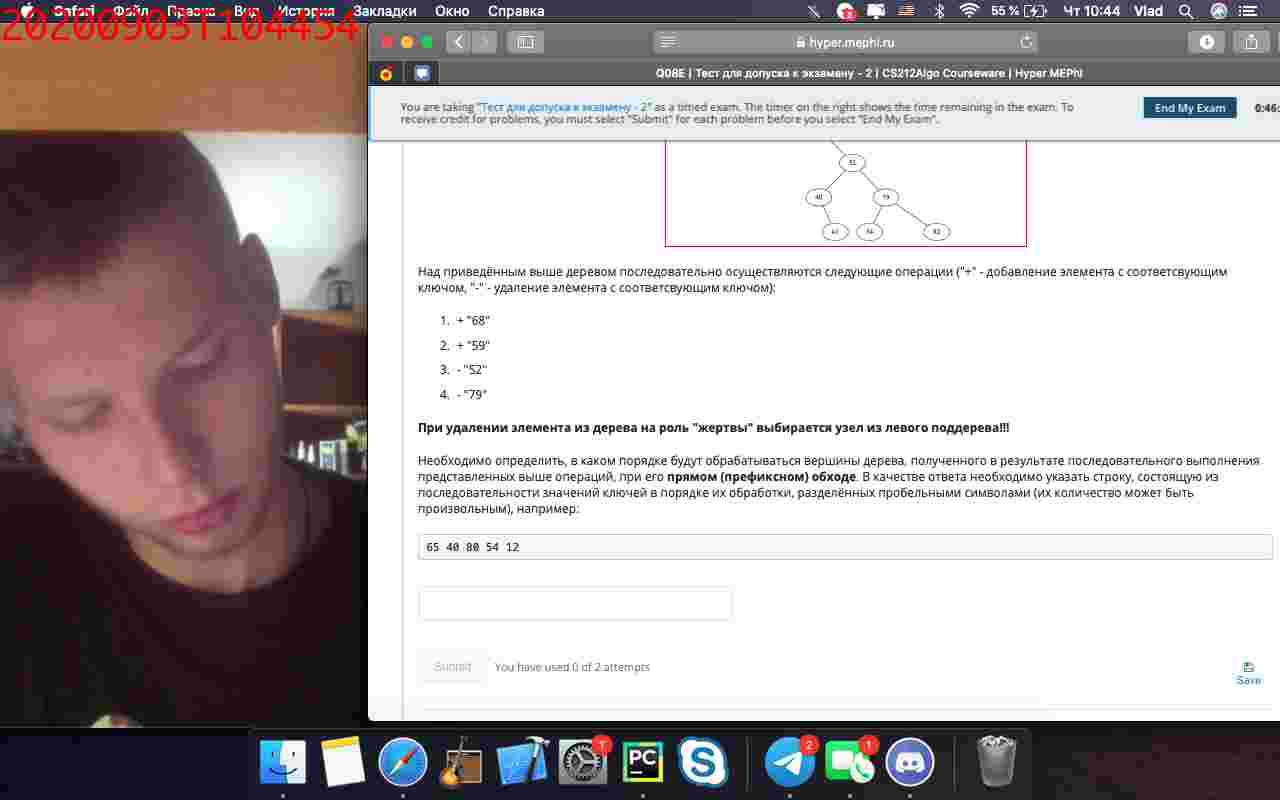 Safari Файл Правка Вид История Закладки Окно Справка 55 % Чт 10:44 Vlad
20200903T104454
hyper.mephi.ru
Q08E | Тест для допуска к экзамену - 2 | CS212Algo Courseware | Hyper.MEPhI
You are taking "Тест для допуска к экзамену - 2" as a timed exam. The timer on the right shows the time remaining in the exam. To
receive credit for problems, you must select "Submit" for each problem before you select "End My Exam".
End My Exam
0:46:
79
Над приведённым выше деревом последовательно осуществляются следующие операции ("+" - добавление элемента с соответсвующим
ключом, "-" - удаление элемента с соответсвующим ключом):
1. + "68"
2. + "59"
3. - "52"
4. - "79"
При удалении элемента из дерева на роль "жертвы" выбирается узел из левого поддерева!!!
Необходимо определить, в каком порядке будут обрабатываться вершины дерева, полученного в результате последовательного выполнения
представленных выше операций, при его прямом (префиксном) обходе. В качестве ответа необходимо указать строку, состоящую из
последовательности значений ключей в порядке их обработки, разделённых пробельными символами (их количество может быть
произвольным), например:
65 40 80 54 12
Submit
You have used 0 of 2 attempts
Save
1
PC
2
1